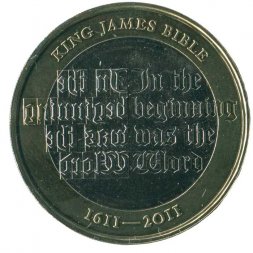 KING JAMES BIBLE
In the
beginning
was the
Word
1611—2011